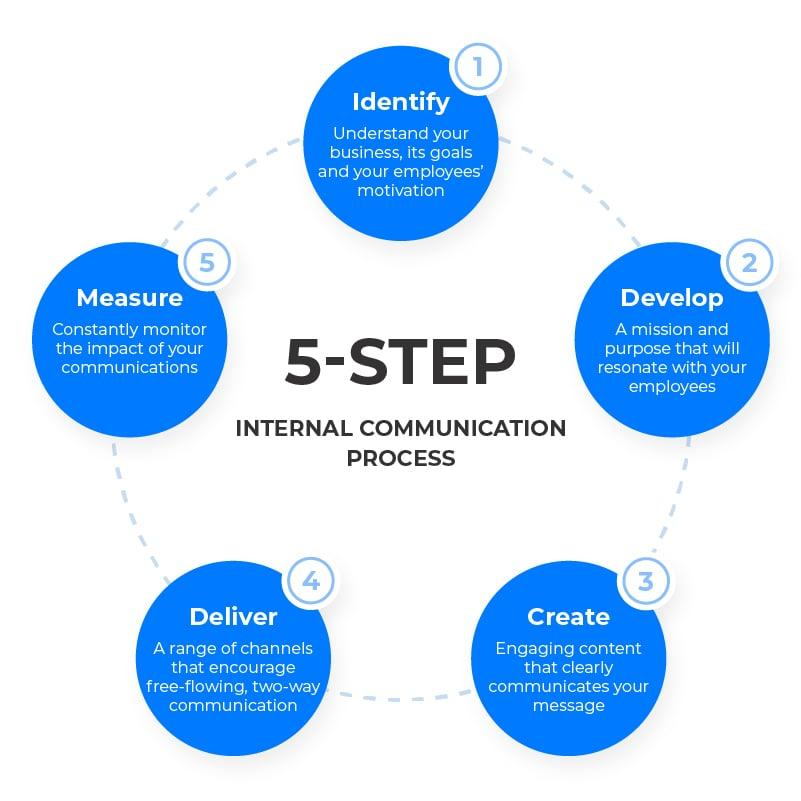 1
Identify
Understand your
business, its goals
and your employees’
motivation
5
Measure
Constantly monitor
the impact of your
communications
2
Develop
A mission and
purpose that will
resonate with your
employees
5-STEP
INTERNAL COMMUNICATION
PROCESS
4
Deliver
A range of channels
that encourage
free-flowing, two-way
communication
3
Create
Engaging content
that clearly
communicates your
message